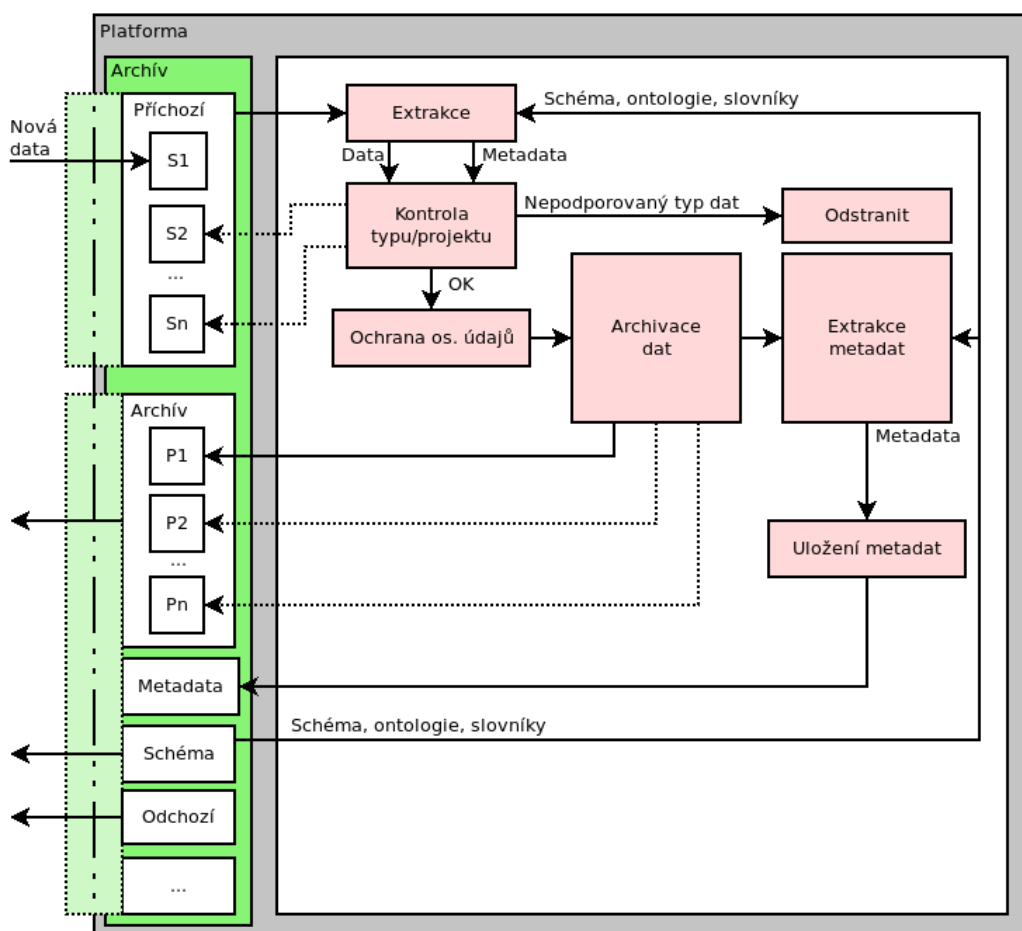 Platforma
Archív
Příchozí
Nová
data
S1
S2
...
Sn
Extrakce
Schéma, ontologie, slovníky
Data
Metadata
Kontrola
typu/projektu
Nepodporovaný typ dat
Odstranit
OK
Ochrana os. údajů
Archivace
dat
Extrakce
metadat
Metadata
Archív
P1
P2
...
Pn
Uložení metadat
Metadata
Schéma, ontologie, slovníky
Schéma
Odchozí
...